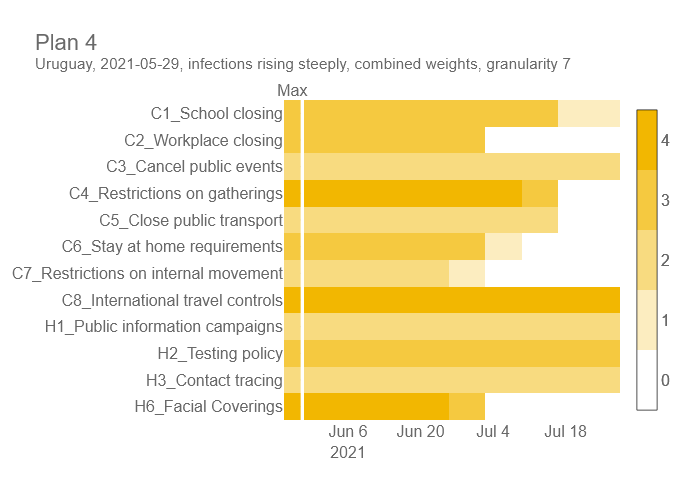 Plan 4
Uruguay, 2021-05-29, infections rising steeply, combined weights, granularity 7
Max
C1_School closing
C2_Workplace closing
C3_Cancel public events
C4_Restrictions on gatherings
C5_Close public transport
C6_Stay at home requirements
C7_Restrictions on internal movement
C8_International travel controls
H1_Public information campaigns
H2_Testing policy
H3_Contact tracing
H6_Facial Coverings
Jun 6 Jun 20 Jul 4 Jul 18
2021
4
3
2
1
0